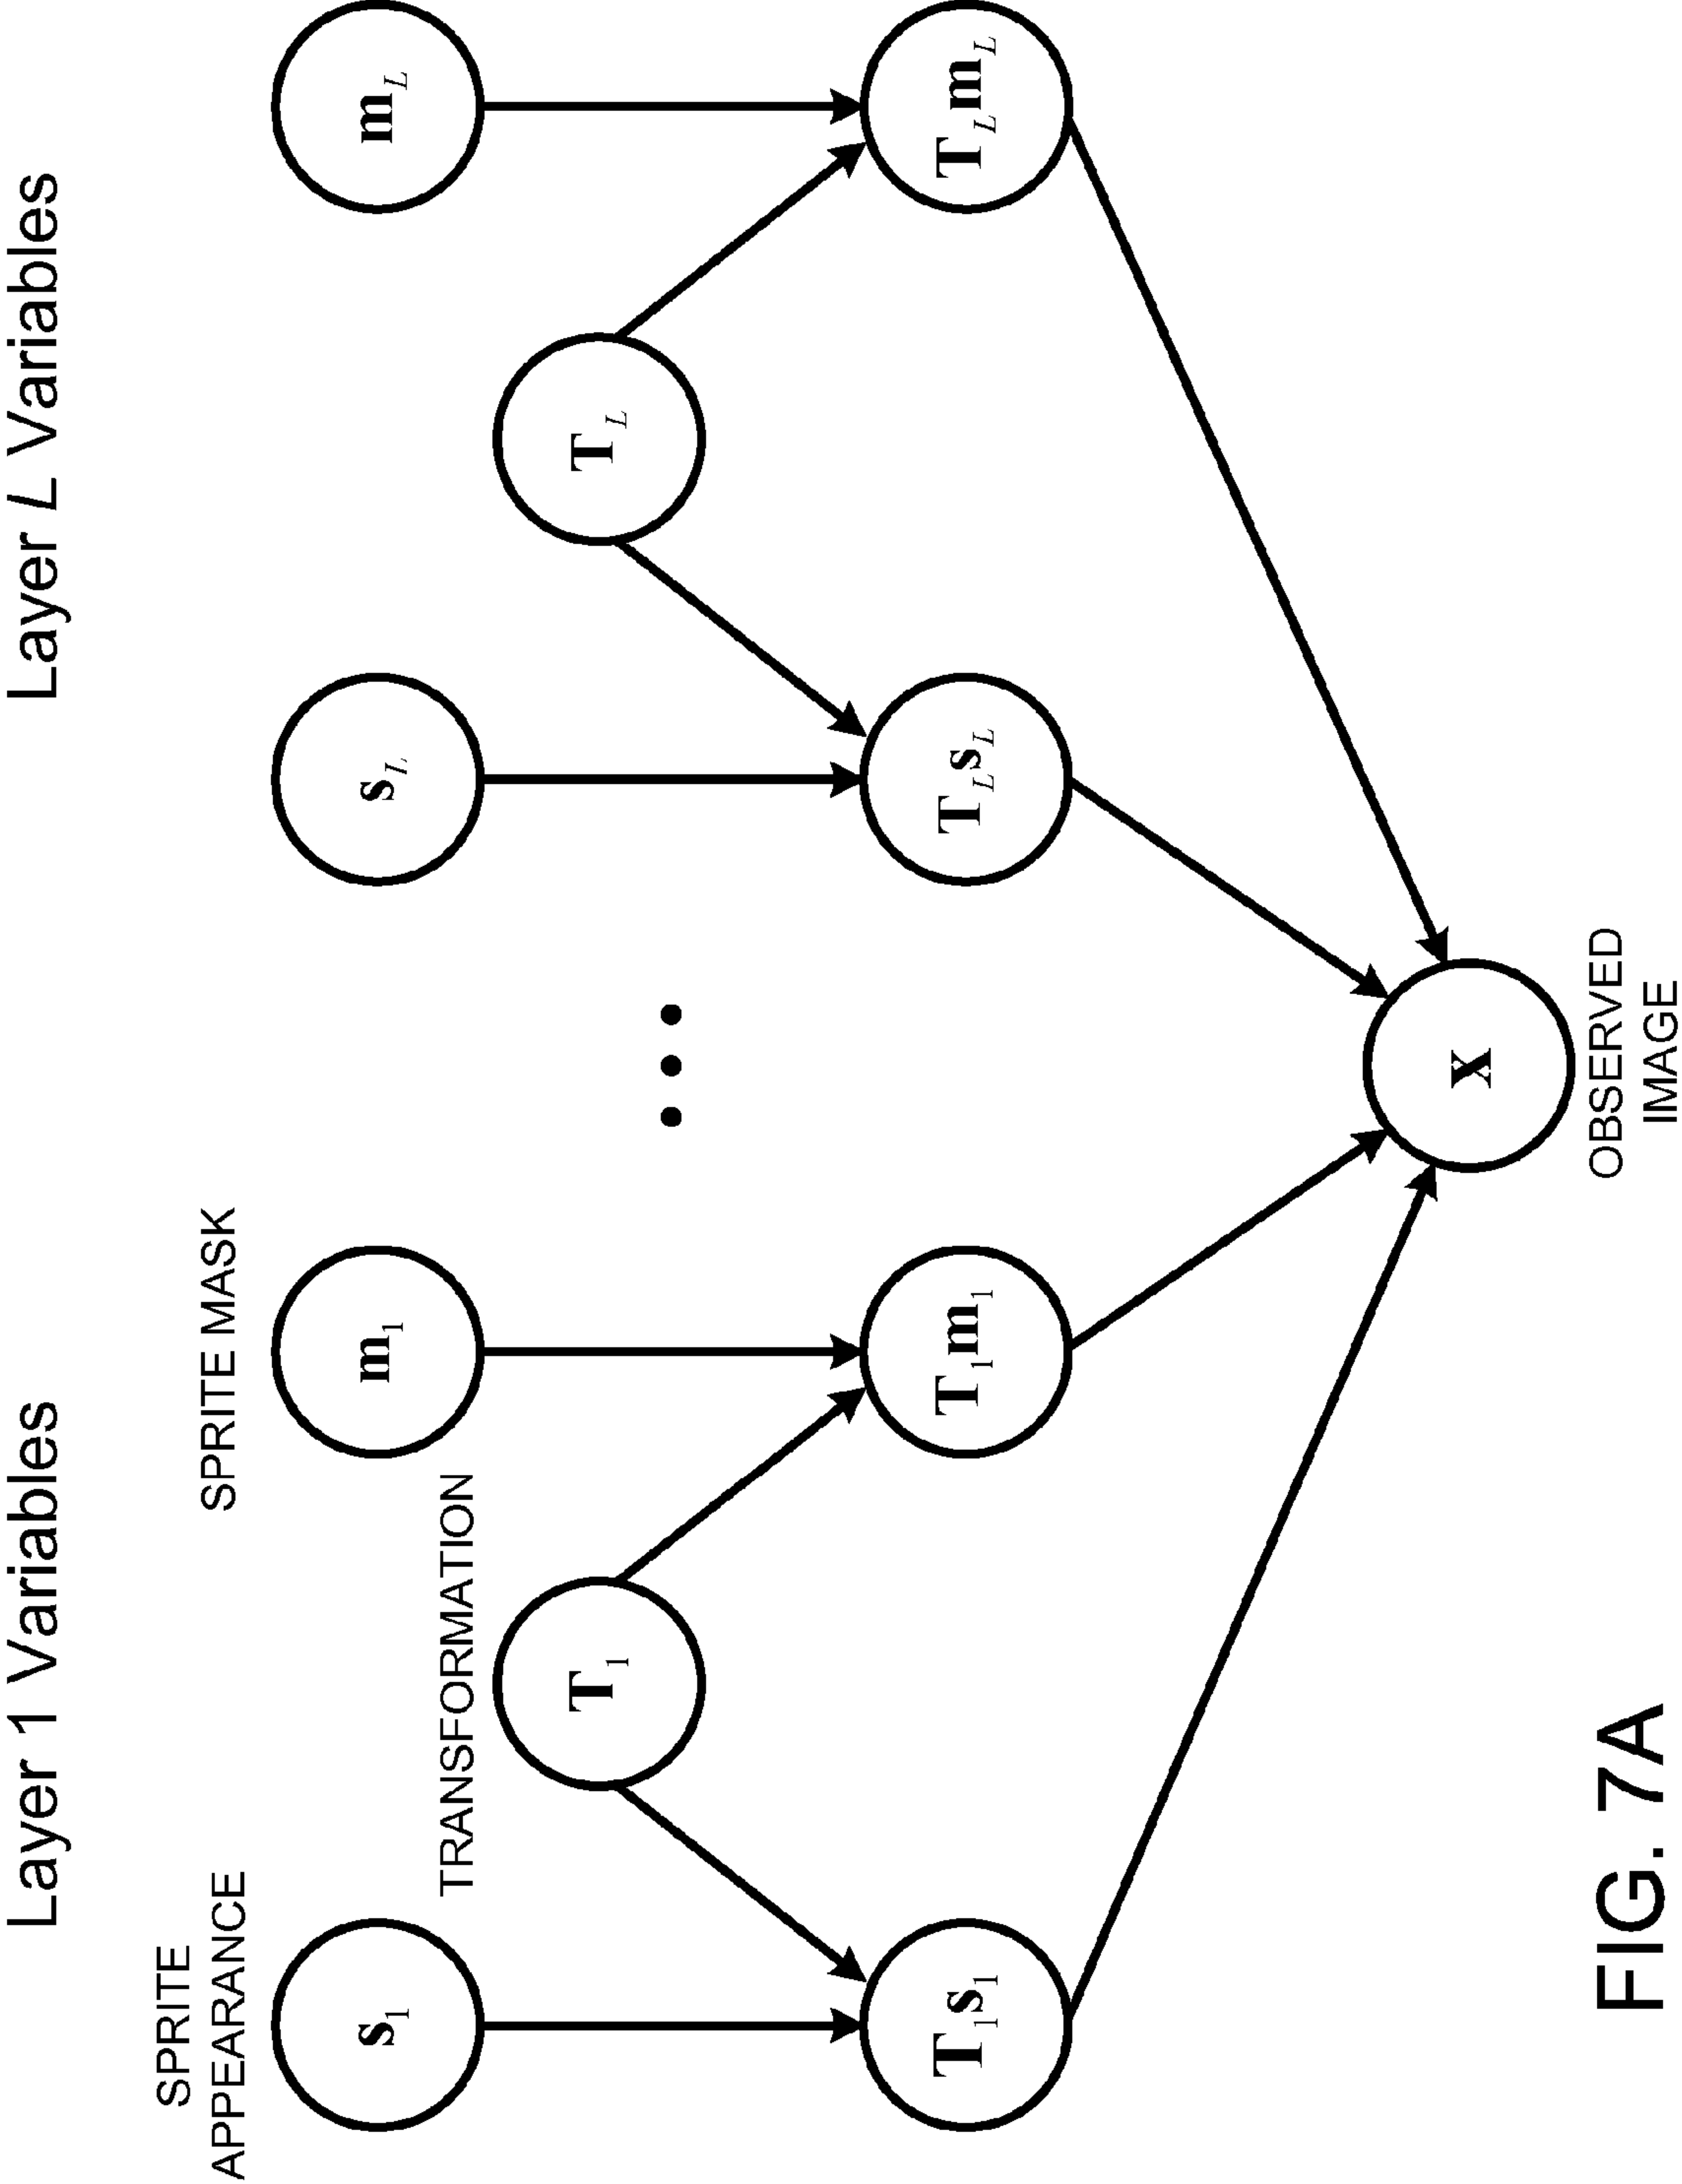 Layer 1 Variables
Layer L Variables
SPRITE
APPEARANCE
SPRITE MASK
TRANSFORMATION
s1
m1
sL
mL
T1
TL
T1s1
T1m1
TLsL
TLmL
x
OBSERVED
IMAGE
FIG. 7A